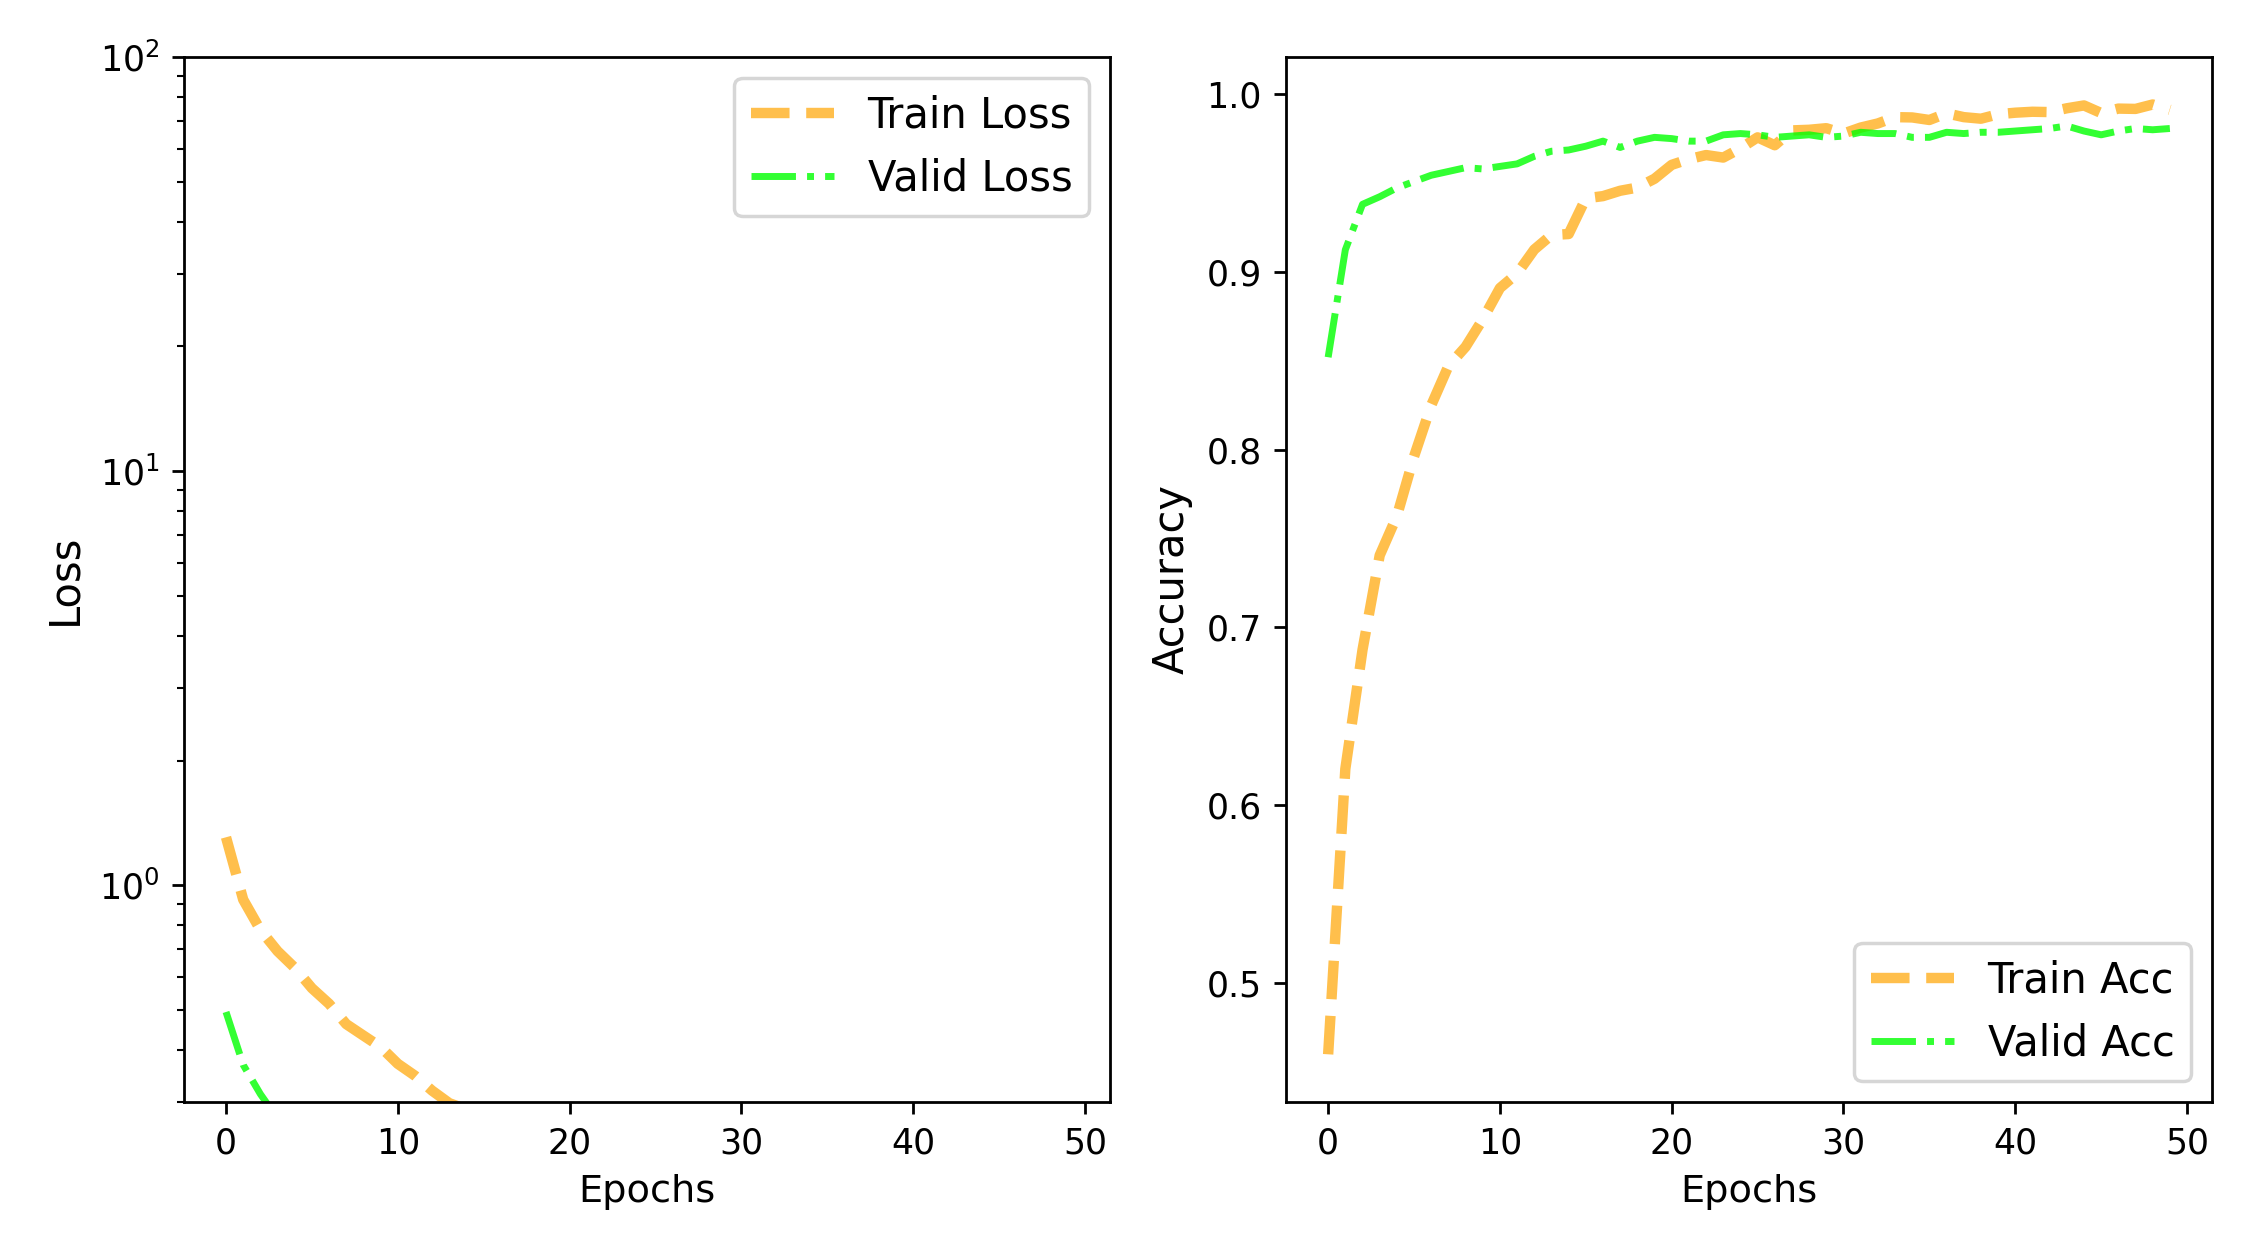 10²
10¹
10⁰
Loss
0 10 20 30 40 50
Epochs
Train Loss
Valid Loss
1.0
0.9
0.8
0.7
0.6
0.5
Accuracy
0 10 20 30 40 50
Epochs
Train Acc
Valid Acc